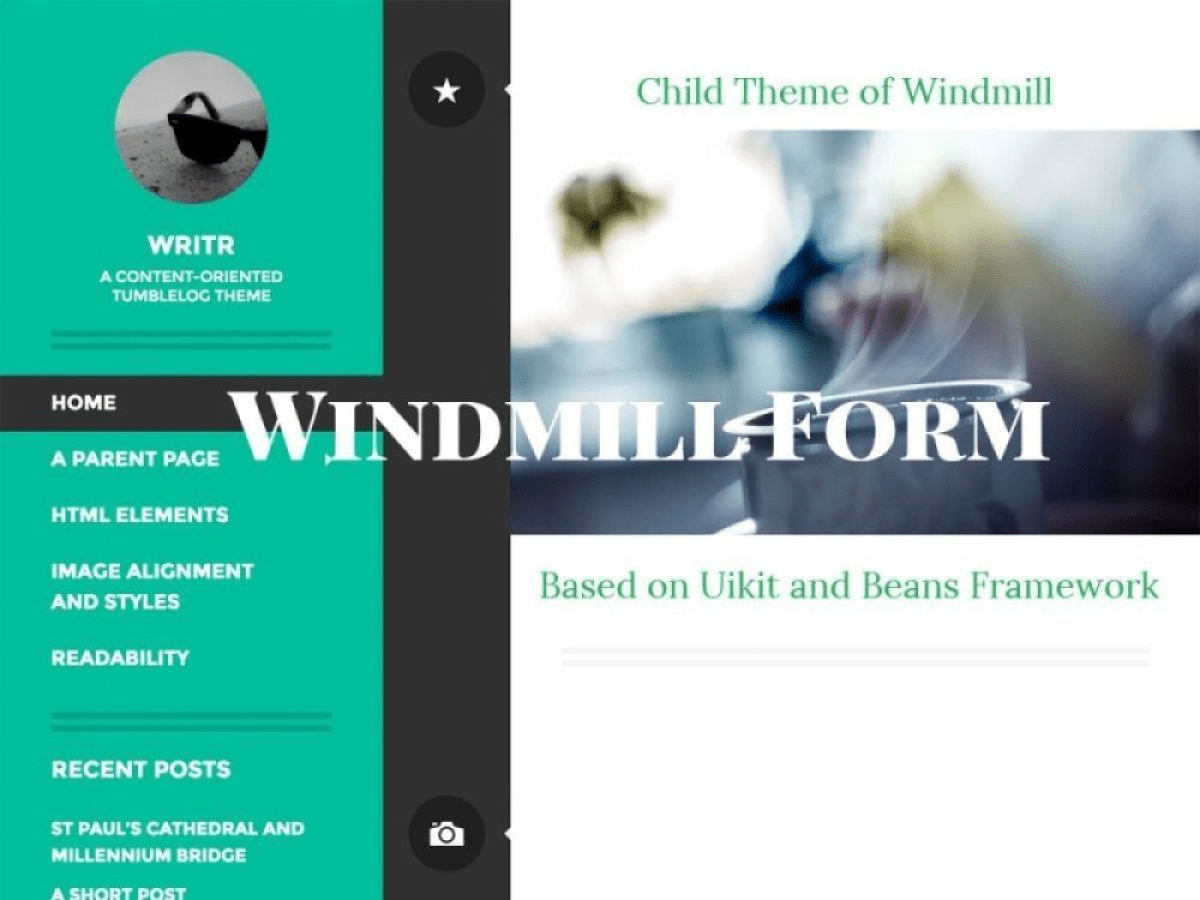 WRITR
A CONTENT-ORIENTED
TUMBLELOG THEME
HOME
A PARENT PAGE
HTML ELEMENTS
IMAGE ALIGNMENT
AND STYLES
READABILITY
RECENT POSTS
ST PAUL'S CATHEDRAL AND
MILLENNIUM BRIDGE
A SHORT POST
Child Theme of Windmill
WINDMILL FORM
Based on Uikit and Beans Framework